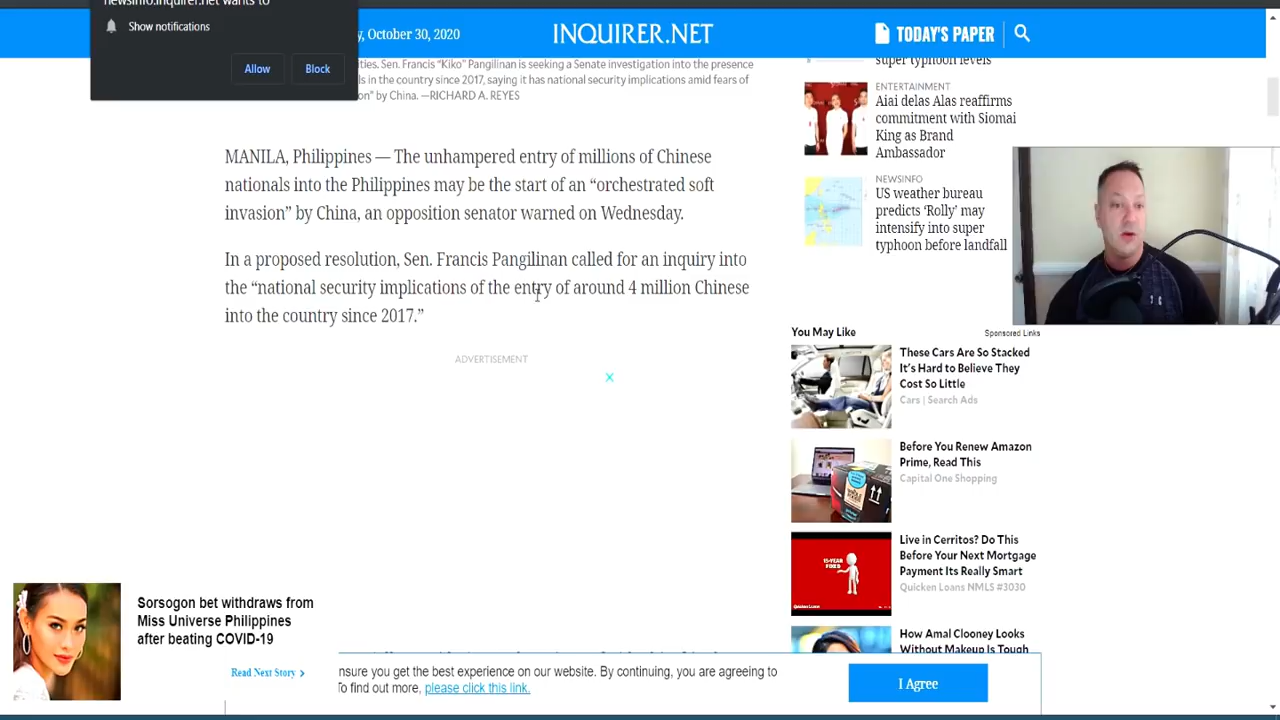 newsinfo.inquirer.net wants to
Show notifications
Allow
Block
y, October 30, 2020
INQUIRER.NET
TODAY'S PAPER
ities. Sen. Francis "Kiko" Pangilinan is seeking a Senate investigation into the presence
ls in the country since 2017, saying it has national security implications amid fears of
on" by China. —RICHARD A. REYES
MANILA, Philippines — The unhampered entry of millions of Chinese
nationals into the Philippines may be the start of an "orchestrated soft
invasion" by China, an opposition senator warned on Wednesday.
In a proposed resolution, Sen. Francis Pangilinan called for an inquiry into
the "national security implications of the entry of around 4 million Chinese
into the country since 2017."
ADVERTISEMENT
super typhoon levels
ENTERTAINMENT
Aiai delas Alas reaffirms
commitment with Siomai
King as Brand
Ambassador
NEWSINFO
US weather bureau
predicts 'Rolly' may
intensify into super
typhoon before landfall
You May Like
Sponsored Links
These Cars Are So Stacked
It's Hard to Believe They
Cost So Little
Cars | Search Ads
Before You Renew Amazon
Prime, Read This
Capital One Shopping
Live in Cerritos? Do This
Before Your Next Mortgage
Payment Its Really Smart
Quicken Loans NMLS #3030
How Amal Clooney Looks
Without Makeup Is Tough
Sorsogon bet withdraws from
Miss Universe Philippines
after beating COVID-19
Read Next Story
nsure you get the best experience on our website. By continuing, you are agreeing to
To find out more, please click this link.
I Agree